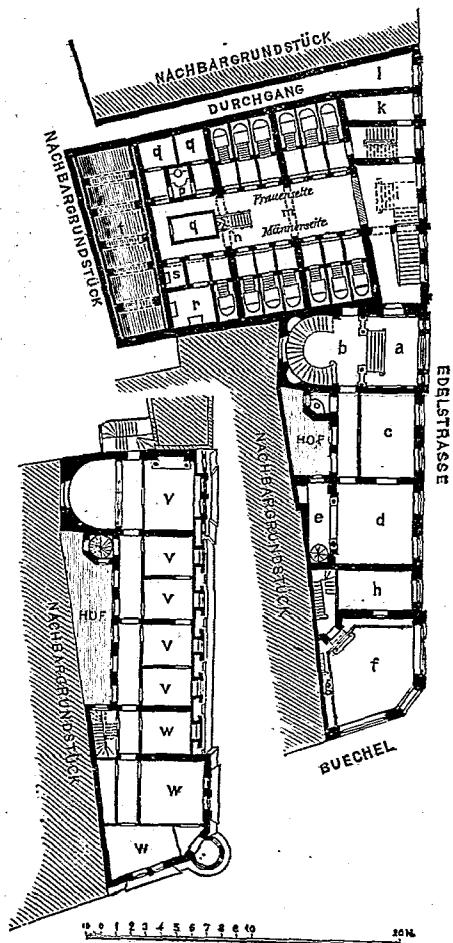 NACHBARGRUNDSTÜCK
l
DURCHGANG
k
NACHBARGRUNDSTÜCK
q q
t
Frauenseite
m
q
n
Männerseite
s
r
b a
EDELSTRASSE
c
HOF
NACHBARGRUNDSTÜCK
e d
h
f
BUECHEL
v
v
HOF
v
NACHBARGRUNDSTÜCK
v
v
w
w
w
0 1 2 3 4 5 6 7 8 9 10 20 M.